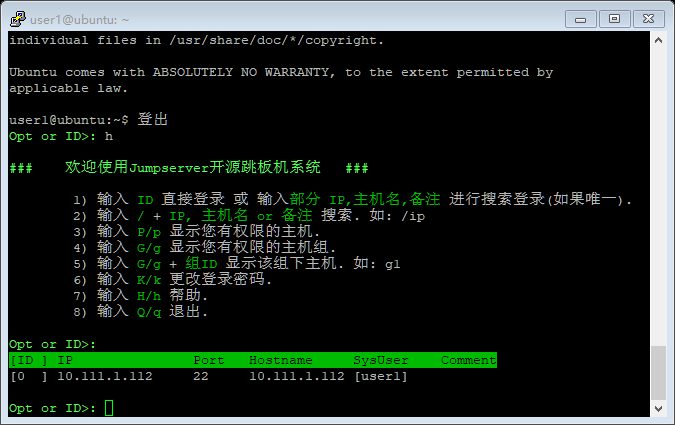 user1@ubuntu: ~
individual files in /usr/share/doc/*/copyright.
Ubuntu comes with ABSOLUTELY NO WARRANTY, to the extent permitted by
applicable law.
user1@ubuntu:~$ 登出
Opt or ID>: h
### 欢迎使用Jumpserver开源跳板机系统 ###
1) 输入 ID 直接登录 或 输入部分 IP,主机名,备注 进行搜索登录(如果唯一).
2) 输入 / + IP, 主机名 or 备注 搜索. 如: /ip
3) 输入 P/p 显示您有权限的主机.
4) 输入 G/g 显示您有权限的主机组.
5) 输入 G/g + 组ID 显示该组下主机. 如: g1
6) 输入 K/k 更改登录密码.
7) 输入 H/h 帮助.
8) 输入 Q/q 退出.
Opt or ID>:
[ID ] IP Port Hostname SysUser Comment
[0 ] 10.111.1.112 22 10.111.1.112 [user1]
Opt or ID>: